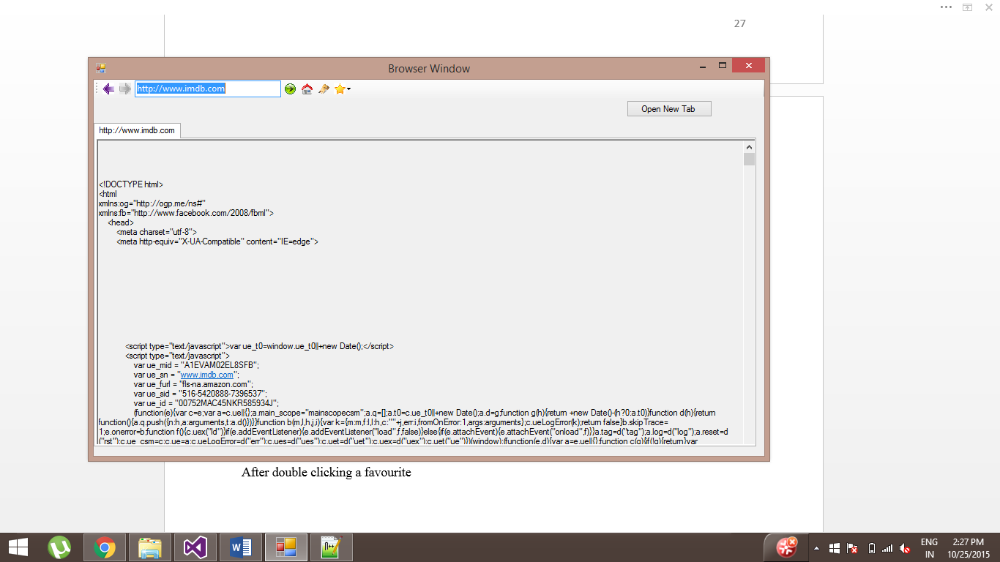 27
Browser Window
http://www.imdb.com
Open New Tab
http://www.imdb.com
<!DOCTYPE html>
<html
xmlns:og="http://ogp.me/ns#"
xmlns:fb="http://www.facebook.com/2008/fbml">
<head>
<meta charset="utf-8">
<meta http-equiv="X-UA-Compatible" content="IE=edge">
<script type="text/javascript">var ue_t0=window.ue_t0||+new Date();</script>
<script type="text/javascript">
var ue_mid = "A1EVAM02EL8SFB";
var ue_sn = "www.imdb.com";
var ue_furl = "fls-na.amazon.com";
var ue_sid = "516-5420888-7396537";
var ue_id = "00752MAC45NKR585934J";
(function(e){var c=e;var a=c.ue||{};a.main_scope="mainscopecsm";a.q=[];a.t0=c.ue_t0||+new Date();a.d=g;function g(h){return +new Date()-(h?0:a.t0)}function d(h){return
function(){a.q.push({n:h,a:arguments,t:a.d()})}}function b(m,l,h,j,i){var k={m:m,f:l,l:h,c:""+j,err:i,fromOnError:1,args:arguments};c.ueLogError(k);return false}b.skipTrace=
1;e.onerror=b;function f(){c.uex("ld")}if(e.addEventListener){e.addEventListener("load",f,false)}else{if(e.attachEvent){e.attachEvent("onload",f)}}a.tag=d("tag");a.log=d("log");a.reset=d
("rst");c.ue_csm=c;c.ue=a;c.ueLogError=d("err");c.ues=d("ues");c.uet=d("uet");c.uex=d("uex");c.uet("ue")})(window);(function(e,d){var a=e.ue||{};function c(g){if(!g){return}var
After double clicking a favourite
ENG
IN
2:27 PM
10/25/2015